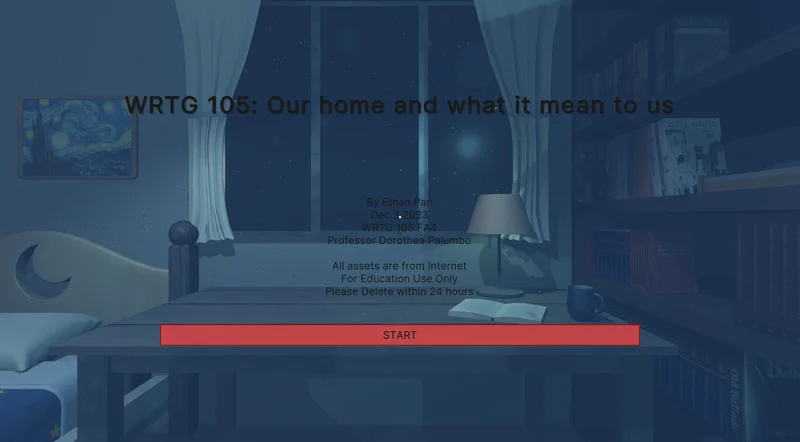 WRTG 105: Our home and what it mean to us
By Ethan Pan
Dec.2.2023
WRTG 105 FA4
Professor Dorothea Palumbo
All assets are from Internet
For Education Use Only
Please Delete within 24 hours
START